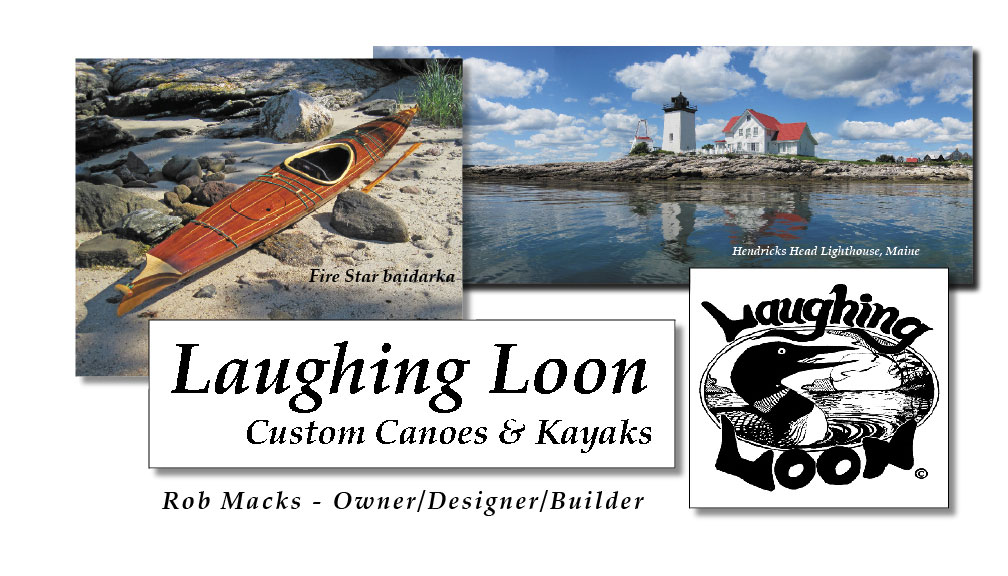 Hendricks Head Lighthouse, Maine
Fire Star baidarka
Laughing Loon
Custom Canoes & Kayaks
Rob Macks - Owner/Designer/Builder
Laughing
Loon
©